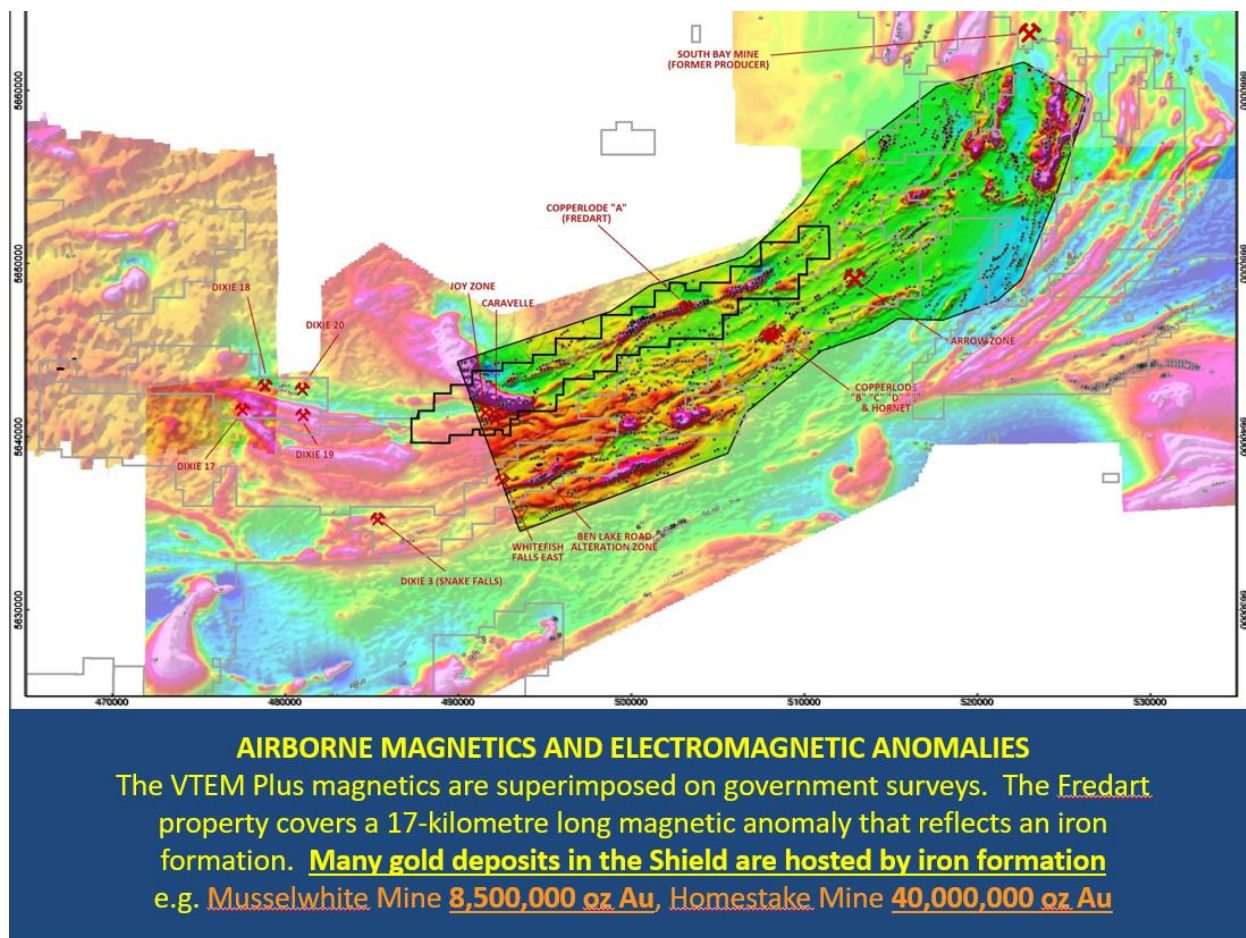 SOUTH BAY MINE
(FORMER PRODUCER)
5660000
5660000
COPPERLODE "A"
(FREDART)
5650000
5650000
DIXIE 18
JOY ZONE
CARAVELLE
DIXIE 20
ARROW ZONE
COPPERLOD
"B" "C" "D"
& HORNET
5640000
5640000
DIXIE 17
DIXIE 19
WHITEFISH
FALLS EAST
BEN LAKE ROAD
ALTERATION ZONE
DIXIE 3 (SNAKE FALLS)
5630000
5630000
470000
480000
490000
500000
510000
520000
530000
AIRBORNE MAGNETICS AND ELECTROMAGNETIC ANOMALIES
The VTEM Plus magnetics are superimposed on government surveys.  The Fredart
property covers a 17-kilometre long magnetic anomaly that reflects an iron
formation.  Many gold deposits in the Shield are hosted by iron formation
e.g. Musselwhite Mine 8,500,000 oz Au, Homestake Mine 40,000,000 oz Au